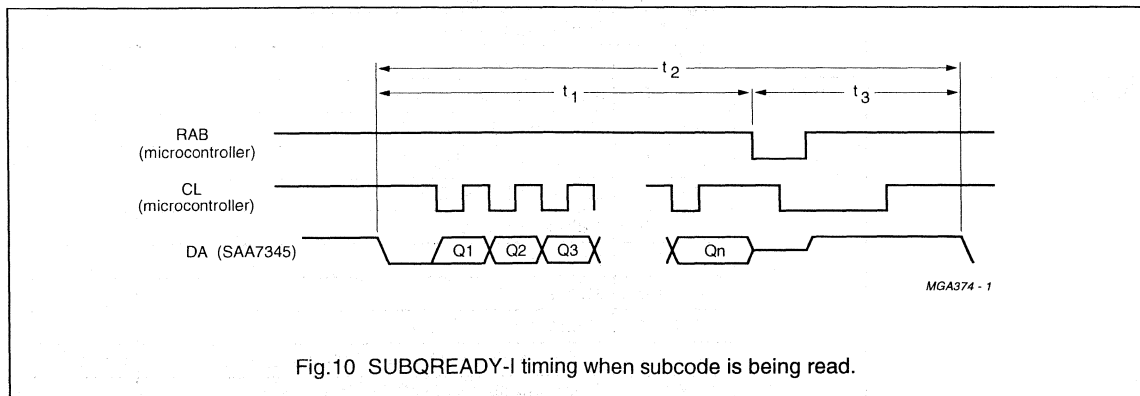 t2
t1
t3
RAB
(microcontroller)
CL
(microcontroller)
DA (SAA7345)
Q1
Q2
Q3
Qn
MGA374 - 1
Fig.10 SUBQREADY-I timing when subcode is being read.